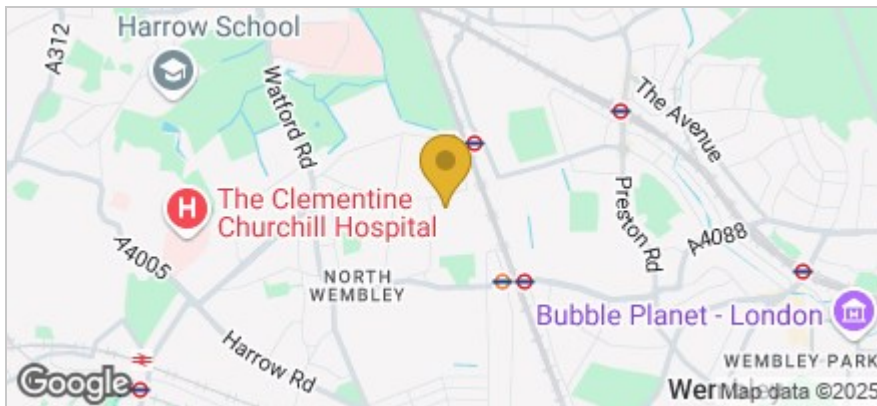 Harrow School
A312
Watford Rd
The Avenue
H
The Clementine
Churchill Hospital
Preston Rd
A4088
A4005
NORTH
WEMBLEY
Bubble Planet - London
Harrow Rd
WEMBLEY PARK
Google
Map data ©2025